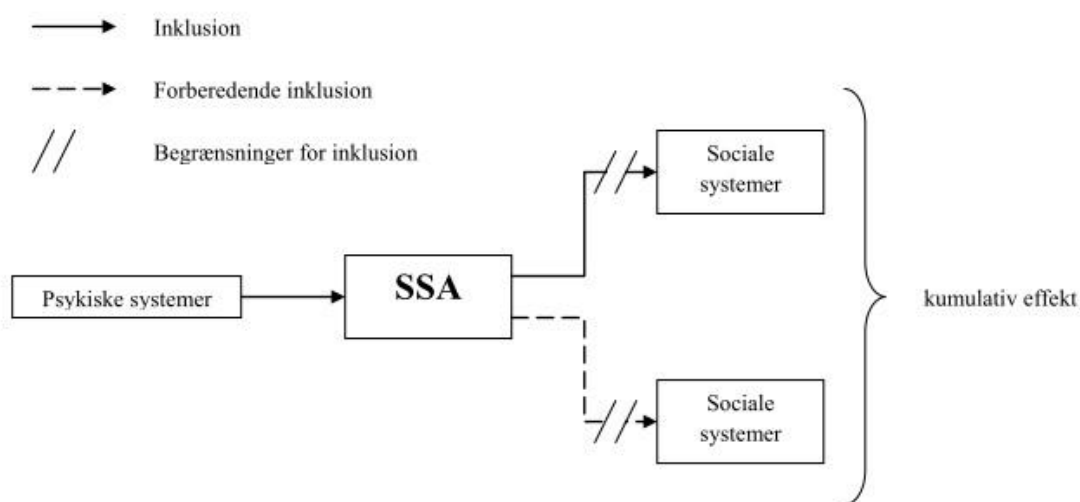 Inklusion
Forberedende inklusion
Begrænsninger for inklusion
Sociale
systemer
Psykiske systemer
SSA
kumulativ effekt
Sociale
systemer